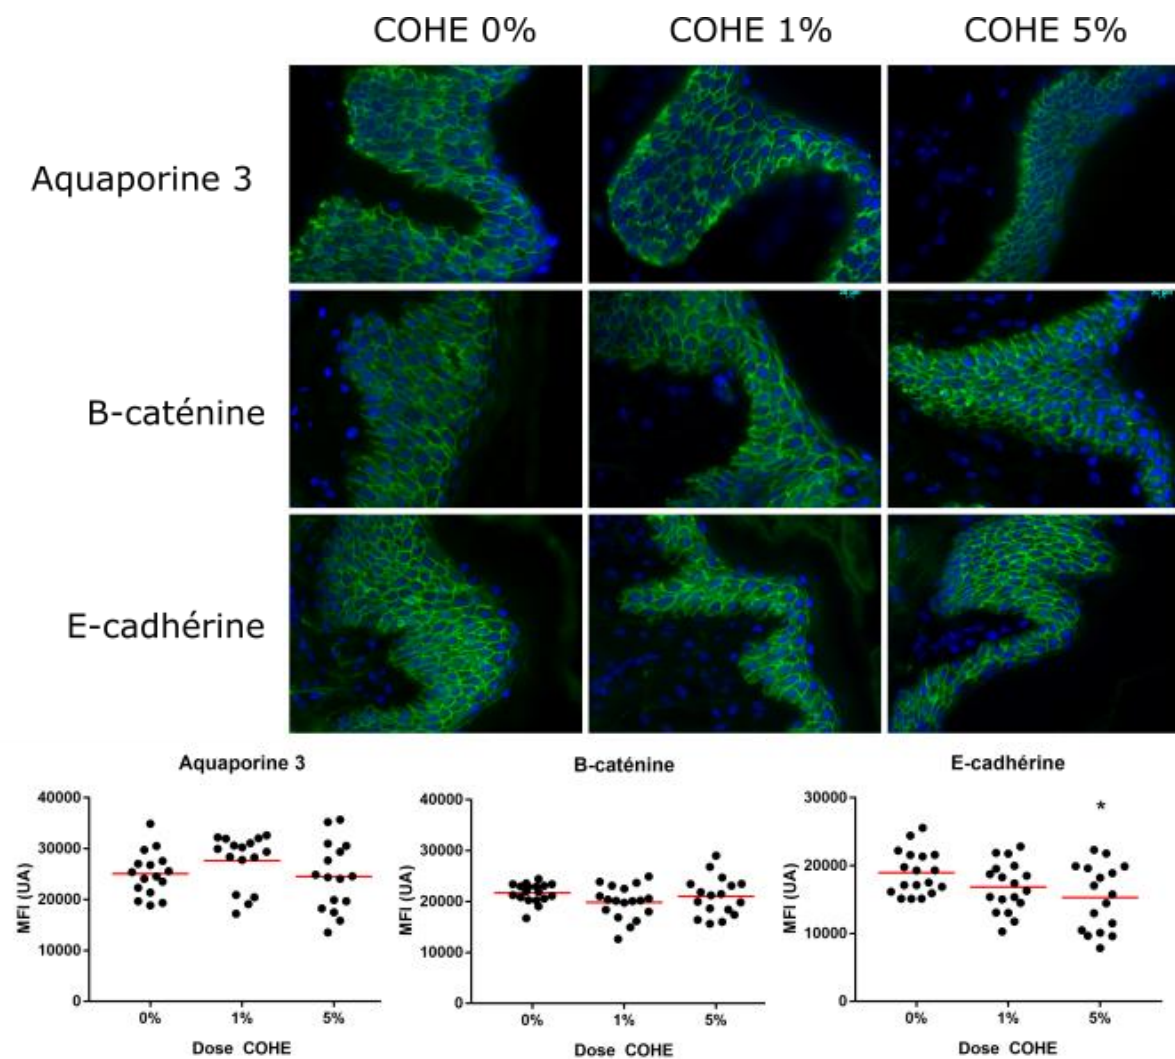 COHE 0% COHE 1% COHE 5%
Aquaporine 3
B-caténine
E-cadhérine
Aquaporine 3
MFI (UA)
40000
30000
20000
10000
0
0% 1% 5%
Dose COHE
B-caténine
MFI (UA)
40000
30000
20000
10000
0
0% 1% 5%
Dose COHE
E-cadhérine
MFI (UA)
30000
20000
10000
0
*
0% 1% 5%
Dose COHE